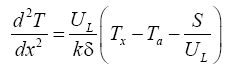 d²T/dx² = U_L/kδ (T_x − T_a − S/U_L)